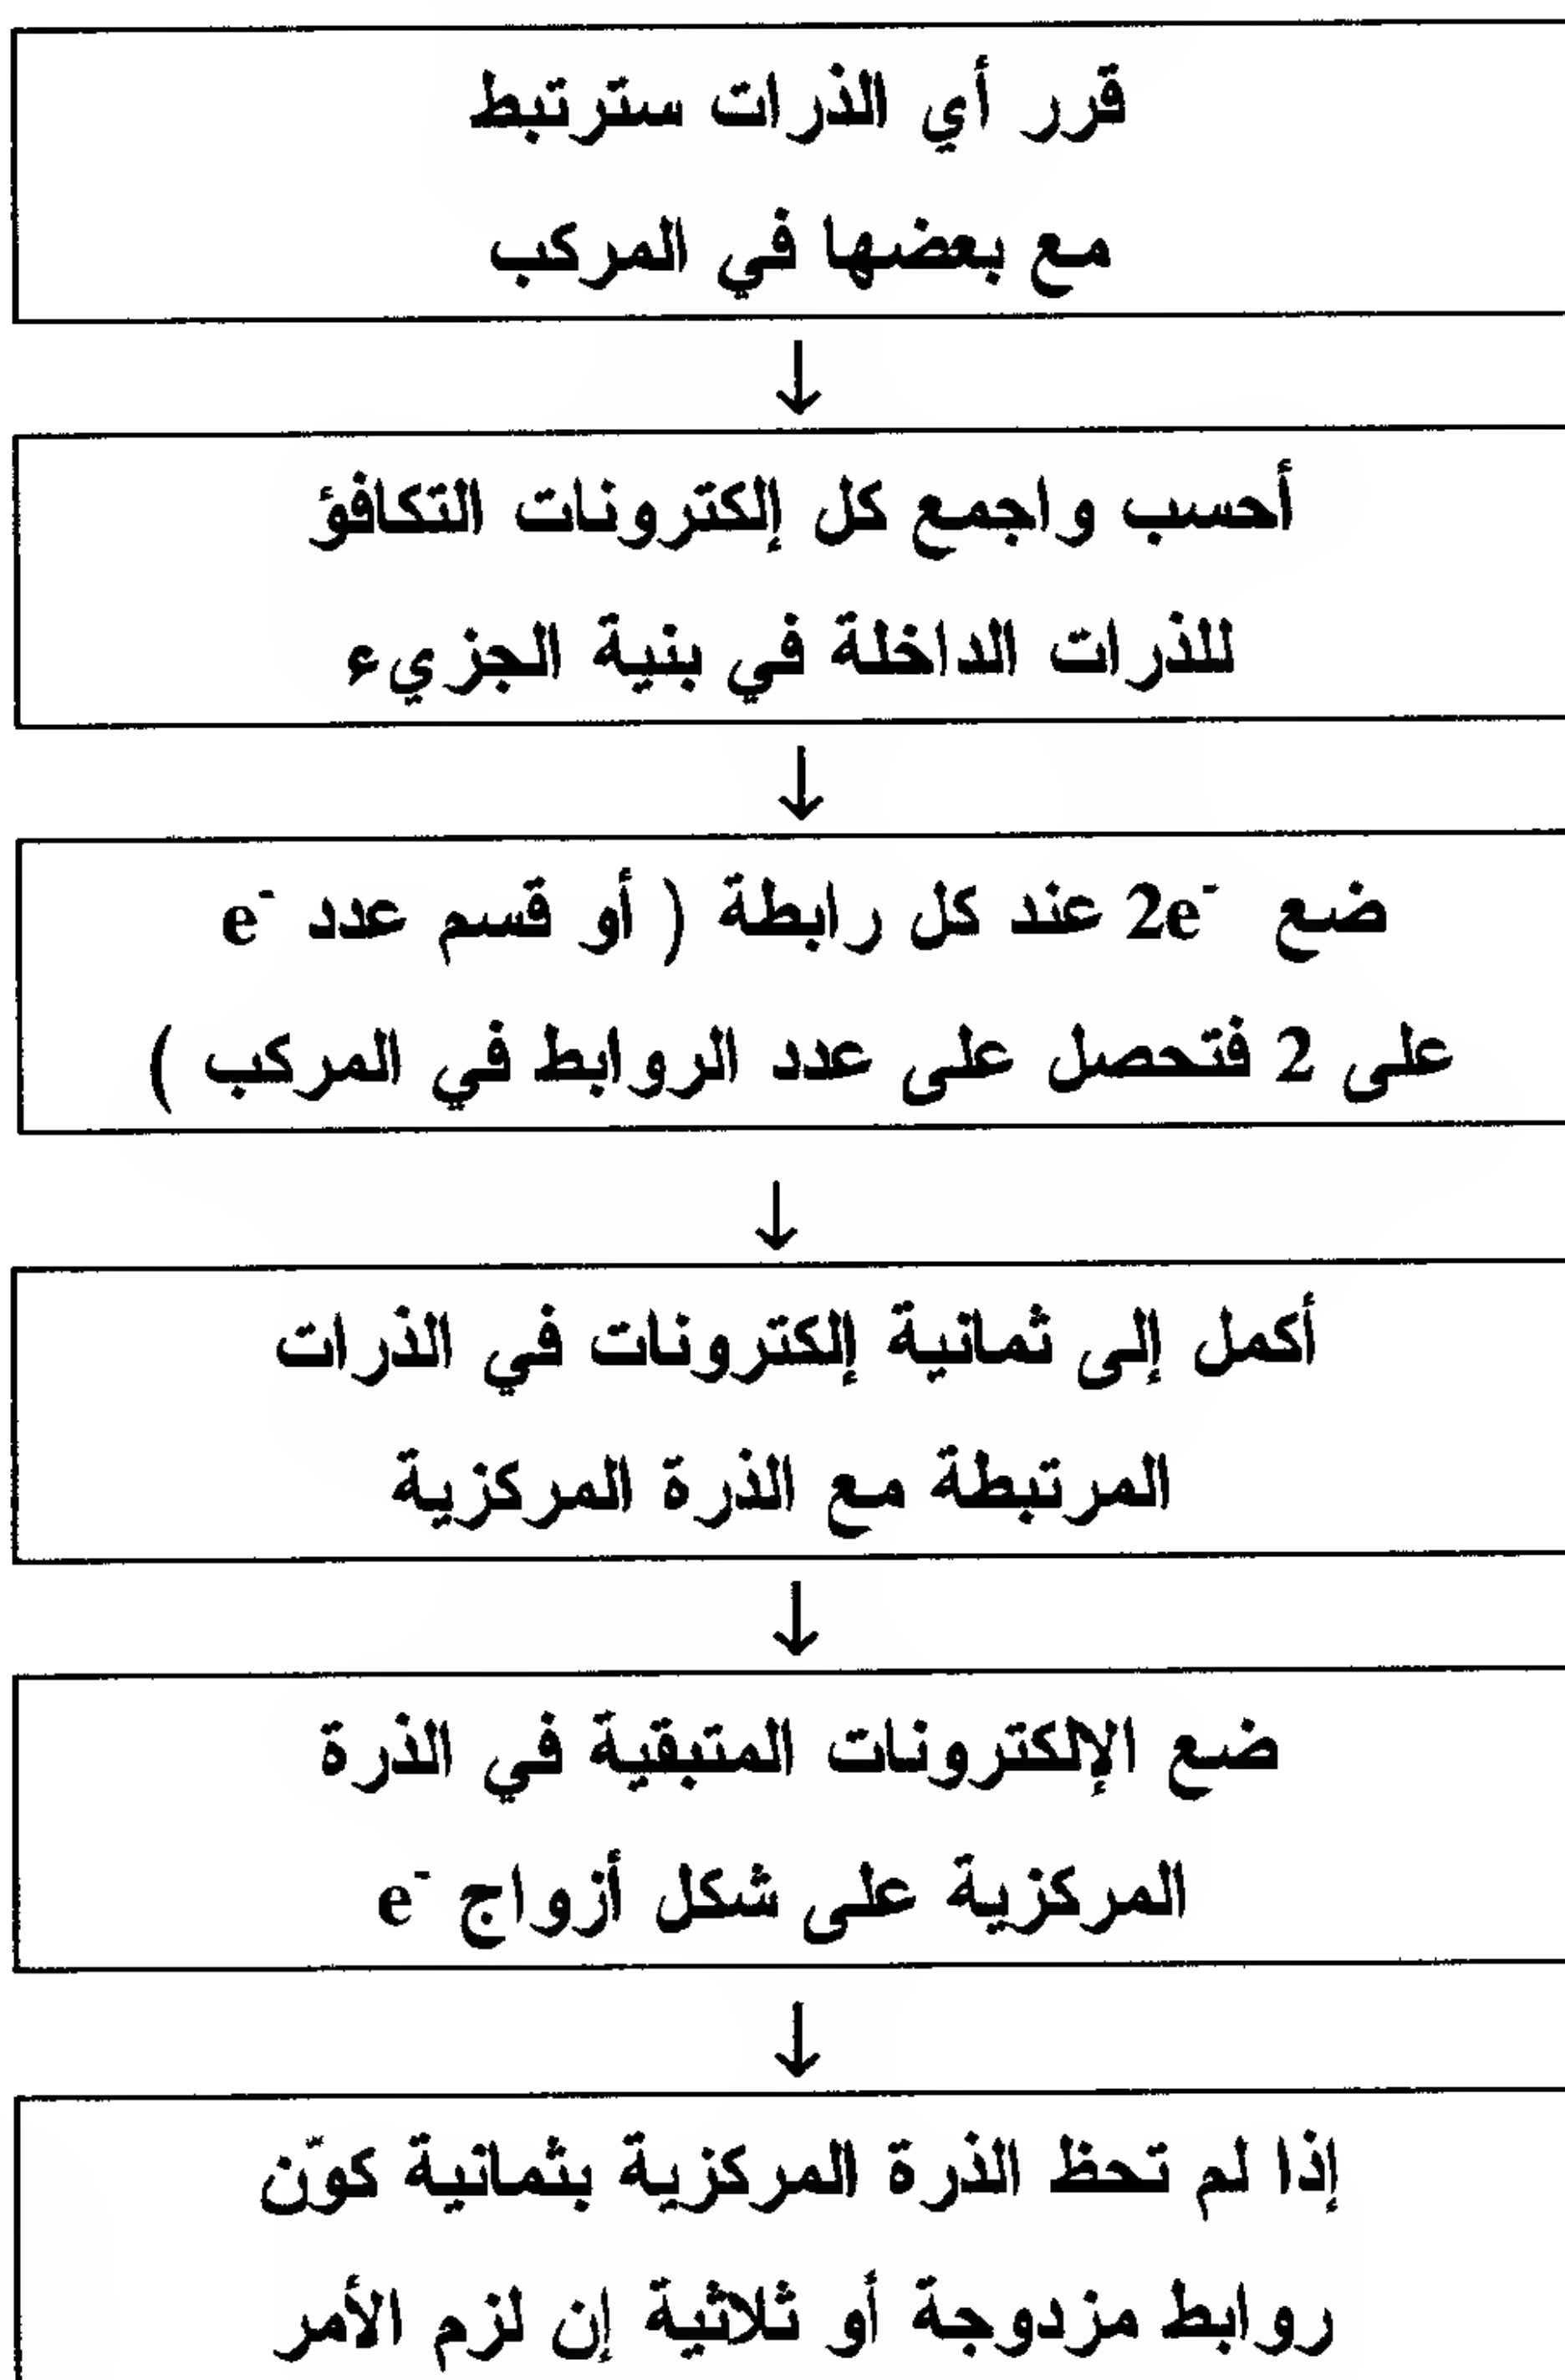 قرر أي الذرات سترتبط
مع بعضها في المركب
↓
أحسب واجمع كل إلكترونات التكافؤ
للذرات الداخلة في بنية الجزيء
↓
ضع 2e⁻ عند كل رابطة ( أو قسم عدد e⁻
على 2 فتحصل على عدد الروابط في المركب )
↓
أكمل إلى ثمانية إلكترونات في الذرات
المرتبطة مع الذرة المركزية
↓
ضع الإلكترونات المتبقية في الذرة
المركزية على شكل أزواج e⁻
↓
إذا لم تحظ الذرة المركزية بثمانية كوّن
روابط مزدوجة أو ثلاثية إن لزم الأمر